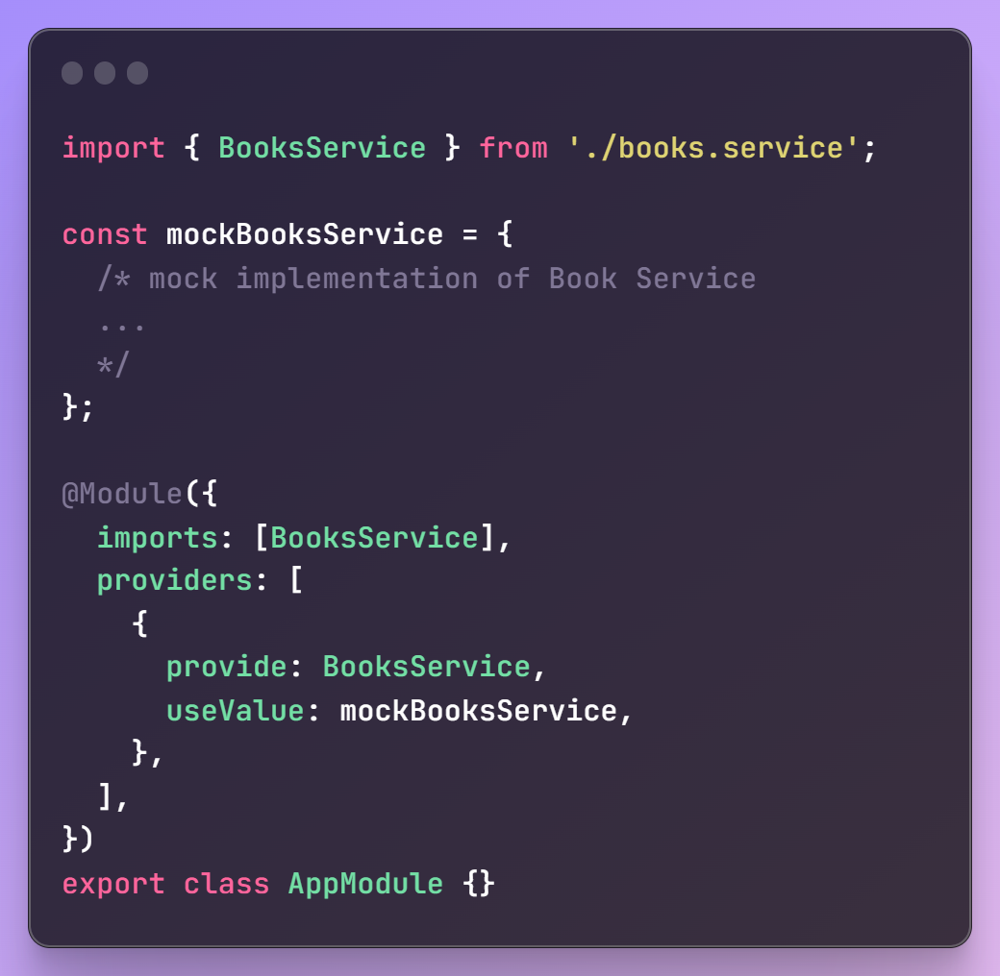 import { BooksService } from './books.service';

const mockBooksService = {
  /* mock implementation of Book Service
  ...
  */
};

@Module({
  imports: [BooksService],
  providers: [
    {
      provide: BooksService,
      useValue: mockBooksService,
    },
  ],
})
export class AppModule {}